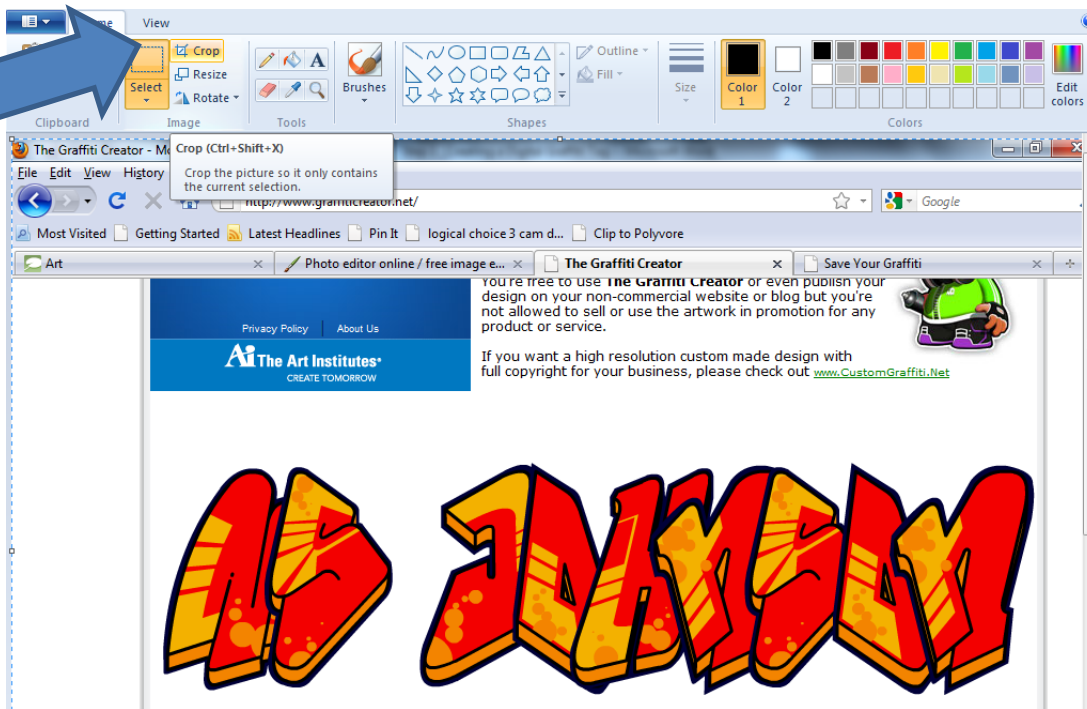 View
Crop
Resize
Rotate
Select
Brushes
Outline
Fill
Size
Color 1
Color 2
Edit colors
Clipboard
Image
Tools
Shapes
Colors
The Graffiti Creator
Crop (Ctrl+Shift+X)
Crop the picture so it only contains
the current selection.
File Edit View History
http://www.graffiticreator.net/
Google
Most Visited Getting Started Latest Headlines Pin It logical choice 3 cam d... Clip to Polyvore
Art
Photo editor online / free image e...
The Graffiti Creator
Save Your Graffiti
You're free to use The Graffiti Creator or even publish your
design on your non-commercial website or blog but you're
not allowed to sell or use the artwork in promotion for any
product or service.
If you want a high resolution custom made design with
full copyright for your business, please check out www.CustomGraffiti.Net
Privacy Policy About Us
Ai The Art Institutes
CREATE TOMORROW
MS JOHNSON